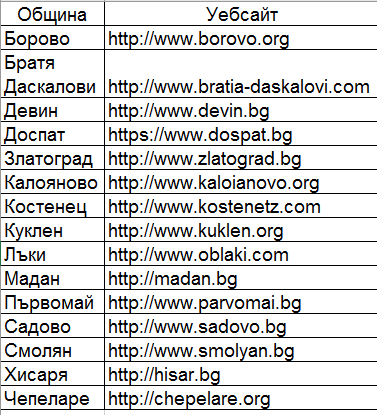 Община Уебсайт
Борово http://www.borovo.org
Братя
Даскалови http://www.bratia-daskalovi.com
Девин http://www.devin.bg
Доспат https://www.dospat.bg
Златоград http://www.zlatograd.bg
Калояново http://www.kaloianovo.org
Костенец http://www.kostenetz.com
Куклен http://www.kuklen.org
Лъки http://www.oblaki.com
Мадан http://madan.bg
Първомай http://www.parvomai.bg
Садово http://www.sadovo.bg
Смолян http://www.smolyan.bg
Хисаря http://hisar.bg
Чепеларе http://chepelare.org